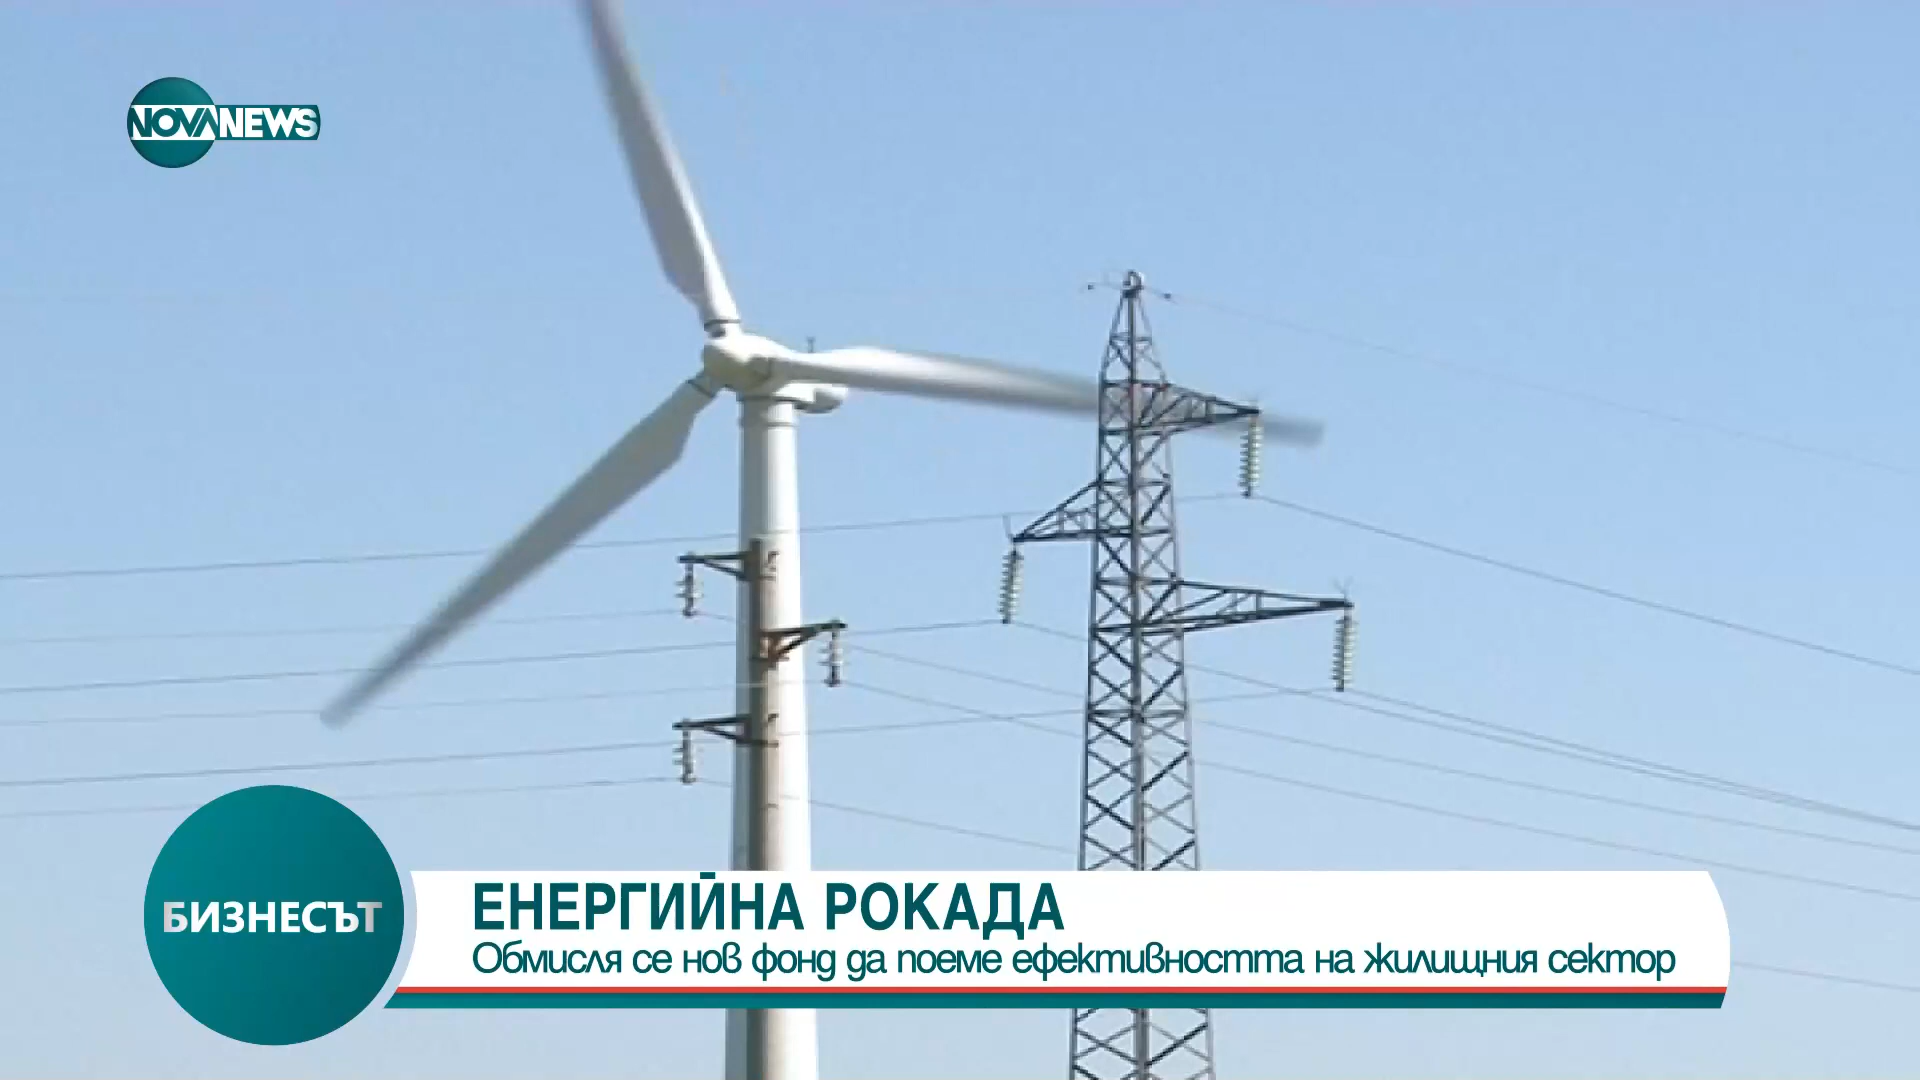 NOVANEWS
БИЗНЕСЪТ
ЕНЕРГИЙНА РОКАДА
Обмисля се нов фонд да поеме ефективността на жилищния сектор